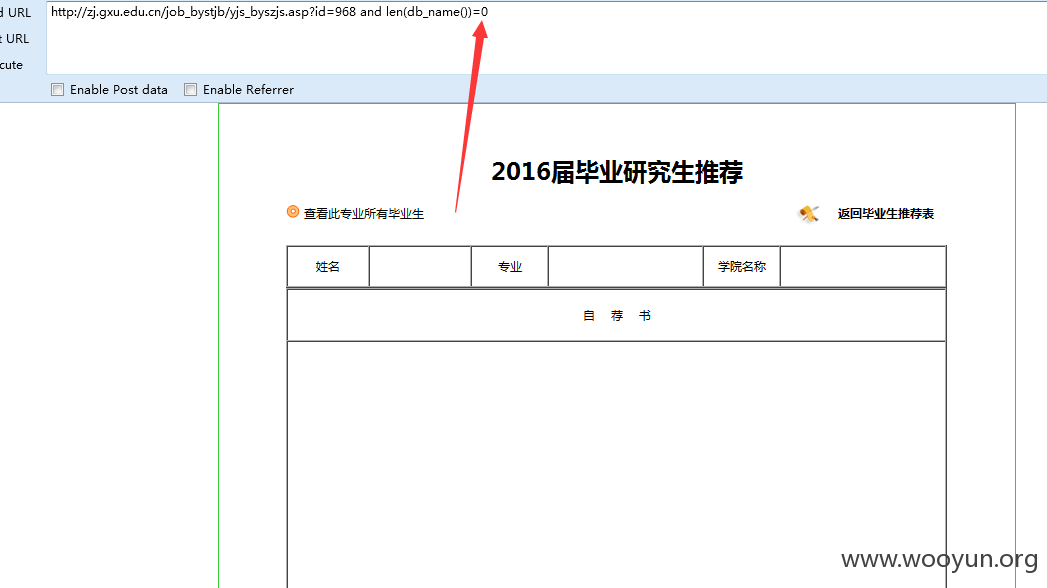 d URL
http://zj.gxu.edu.cn/job_bystjb/yjs_byszjs.asp?id=968 and len(db_name())=0
t URL
cute
Enable Post data Enable Referrer
2016届毕业研究生推荐
查看此专业所有毕业生 返回毕业生推荐表
姓名 专业 学院名称
自 荐 书
www.wooyun.org